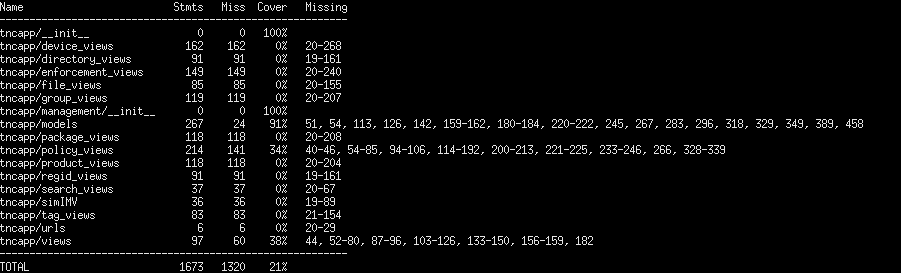 Name Stmts Miss Cover Missing
-----------------------------------------------------
tncapp/__init__ 0 0 100%
tncapp/device_views 162 162 0% 20-268
tncapp/directory_views 91 91 0% 19-161
tncapp/enforcement_views 149 149 0% 20-240
tncapp/file_views 85 85 0% 20-155
tncapp/group_views 119 119 0% 20-207
tncapp/management/__init__ 0 0 100%
tncapp/models 267 24 91% 51, 54, 113, 126, 142, 159-162, 180-184, 220-222, 245, 267, 283, 296, 318, 329, 349, 389, 458
tncapp/package_views 118 118 0% 20-208
tncapp/policy_views 214 141 34% 40-46, 54-85, 94-106, 114-192, 200-213, 221-225, 233-246, 266, 328-339
tncapp/product_views 118 118 0% 20-204
tncapp/regid_views 91 91 0% 19-161
tncapp/search_views 37 37 0% 20-67
tncapp/simIMV 36 36 0% 19-89
tncapp/tag_views 83 83 0% 21-154
tncapp/urls 6 6 0% 20-29
tncapp/views 97 60 38% 44, 52-80, 87-96, 103-126, 133-150, 156-159, 182
-----------------------------------------------------
TOTAL 1673 1320 21%